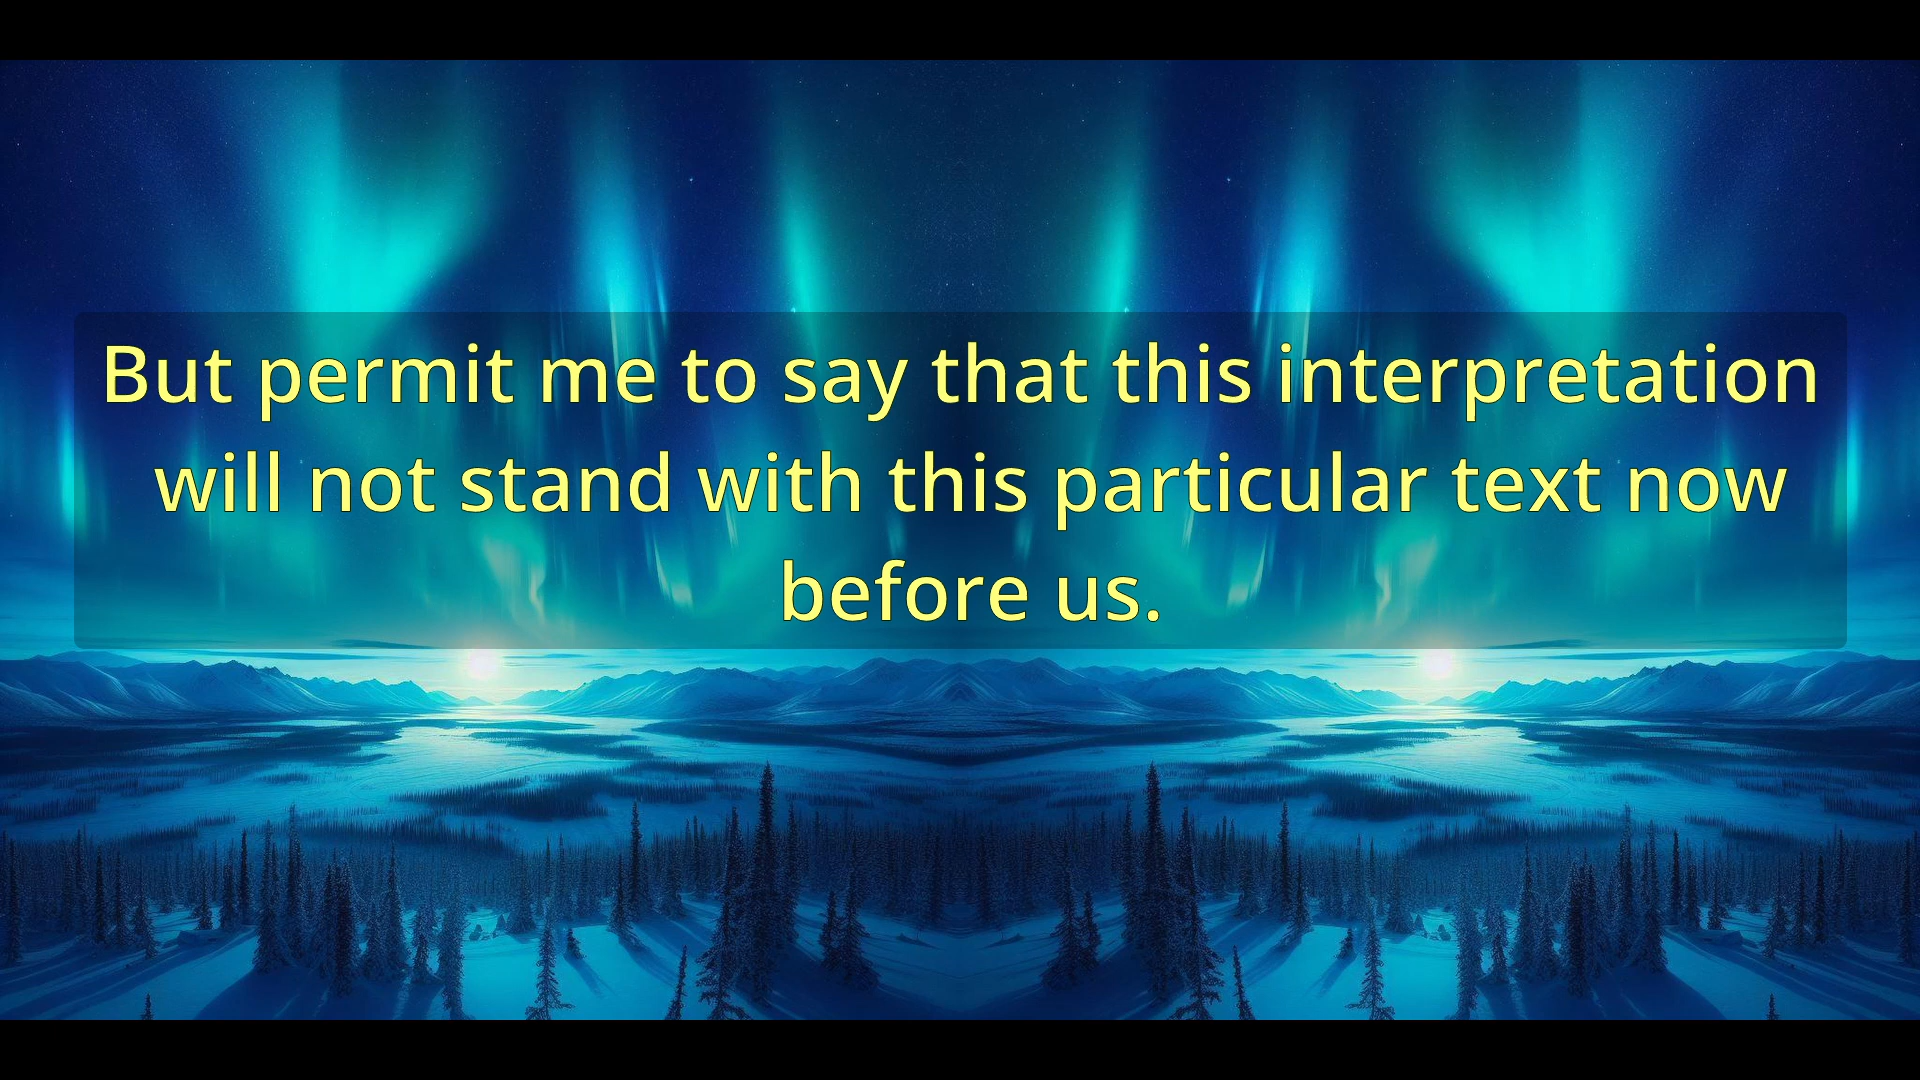 But permit me to say that this interpretation
will not stand with this particular text now
before us.